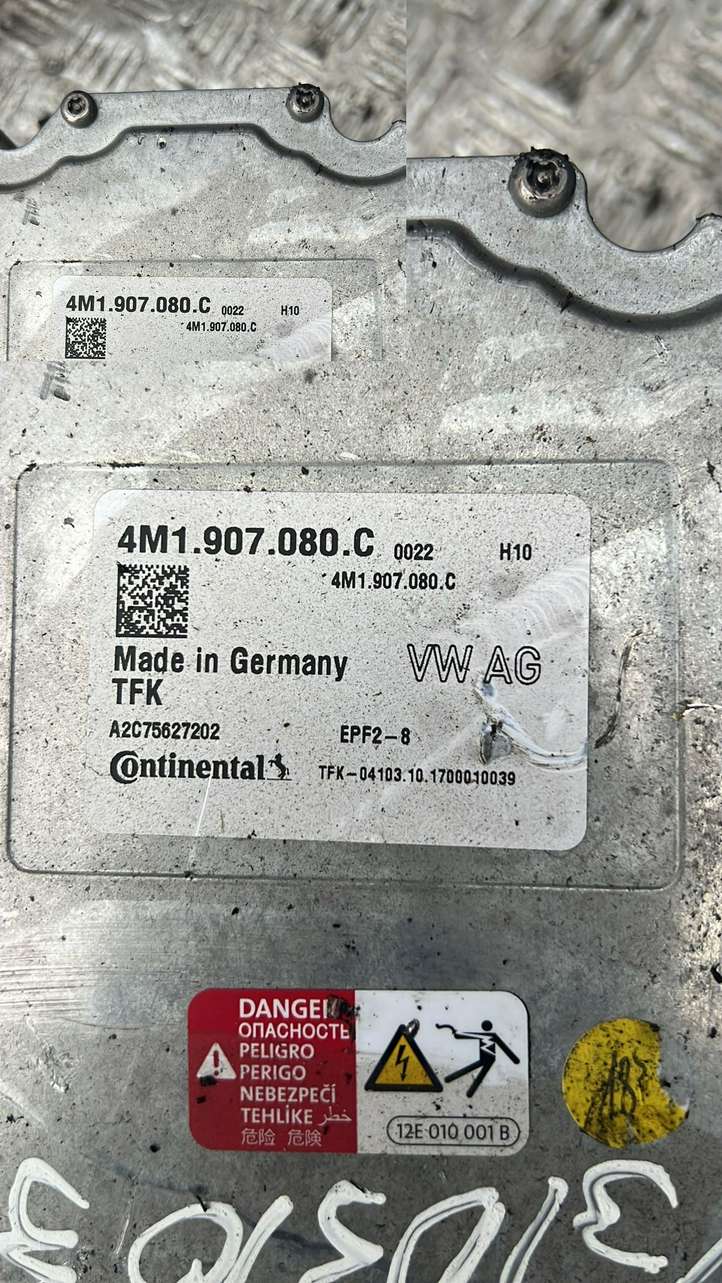 4M1.907.080.C 0022 H10
4M1.907.080.C
4M1.907.080.C 0022 H10
4M1.907.080.C
Made in Germany VW AG
TFK
A2C75627202 EPF2-8
Continental TFK-04103.10.1700010039
DANGER
ОПАСНОСТЬ
PELIGRO
PERIGO
NEBEZPEČÍ
TEHLİKE خطر
危险 危険
12E 010 001 B